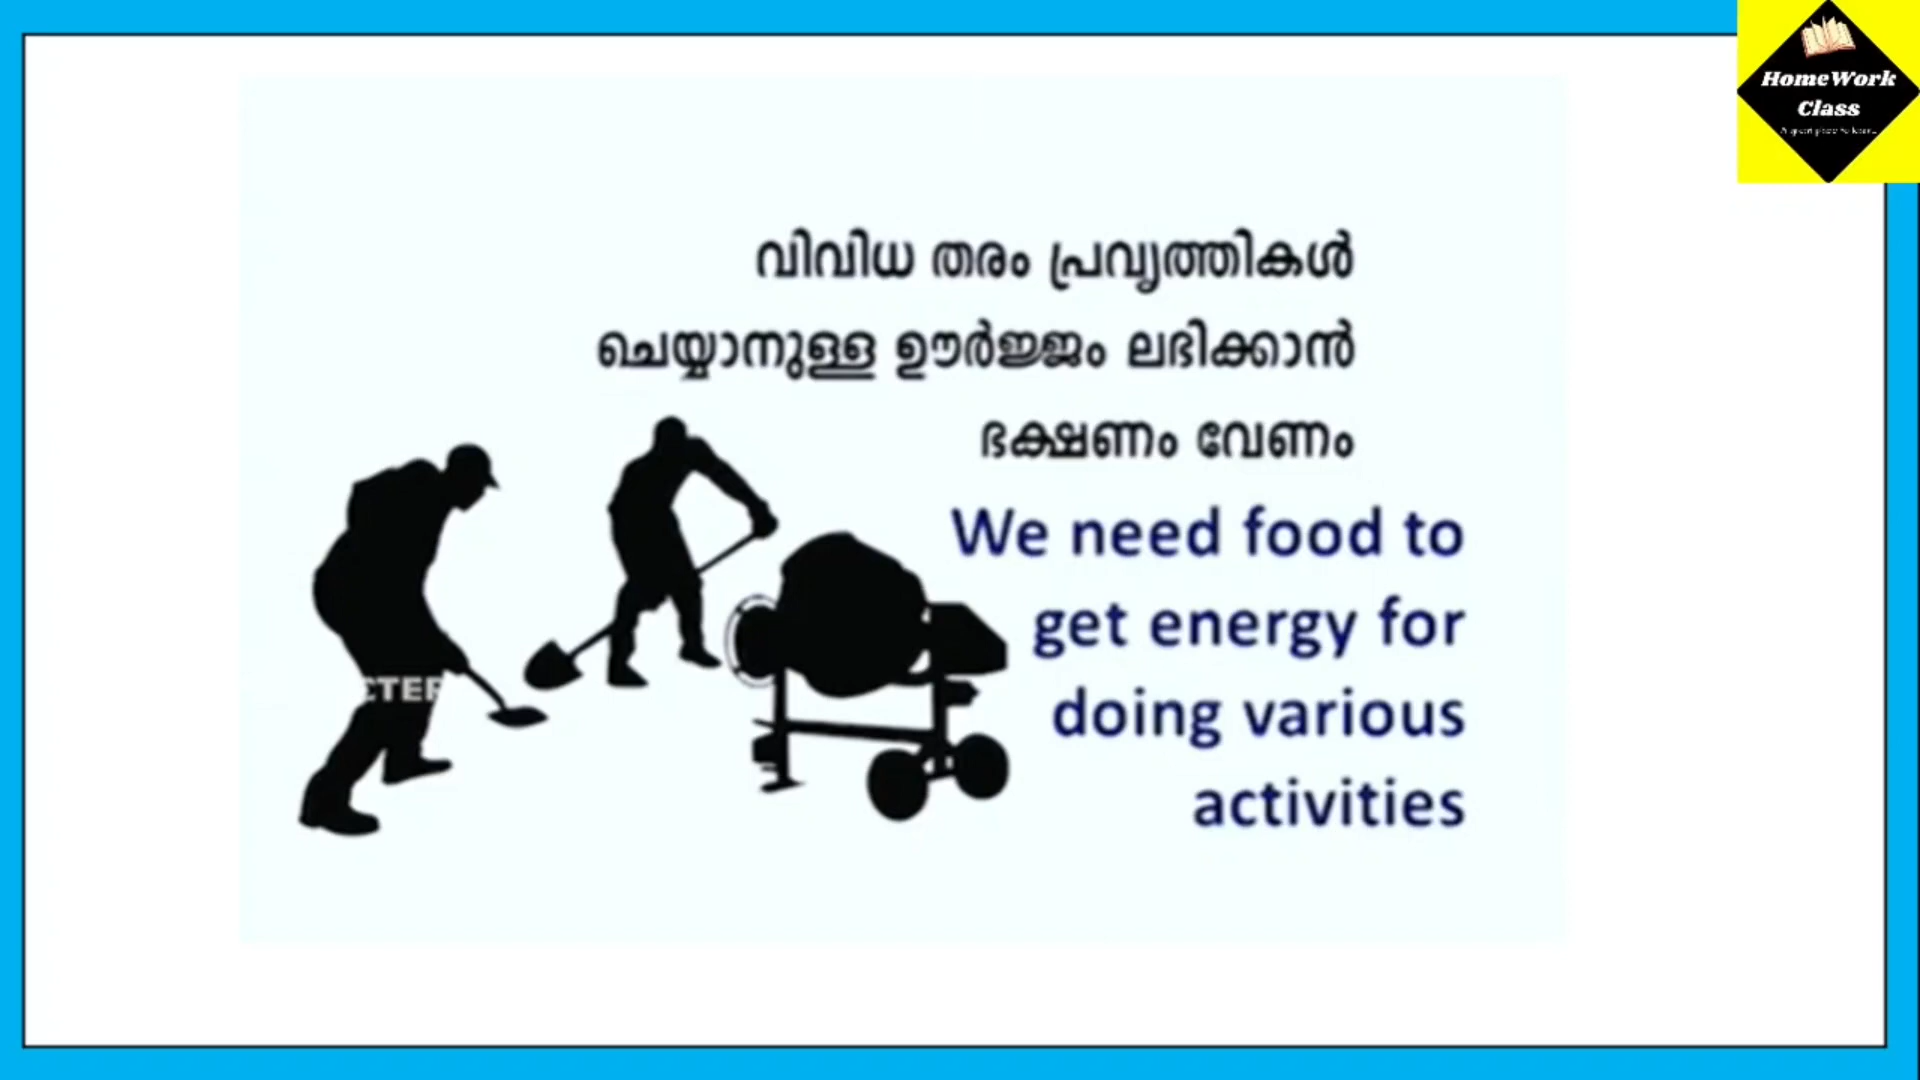 HomeWork
Class
വിവിധ തരം പ്രവൃത്തികൾ
ചെയ്യാനുള്ള ഊർജ്ജം ലഭിക്കാൻ
ഭക്ഷണം വേണം
We need food to
get energy for
doing various
activities
CTER